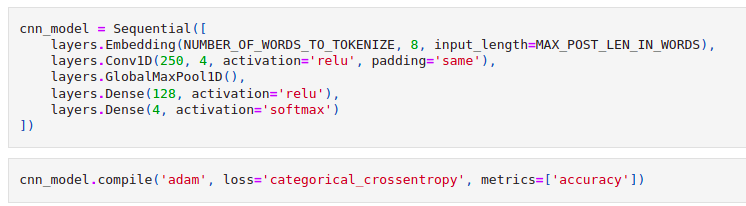 cnn_model = Sequential([
    layers.Embedding(NUMBER_OF_WORDS_TO_TOKENIZE, 8, input_length=MAX_POST_LEN_IN_WORDS),
    layers.Conv1D(250, 4, activation='relu', padding='same'),
    layers.GlobalMaxPool1D(),
    layers.Dense(128, activation='relu'),
    layers.Dense(4, activation='softmax')
])
cnn_model.compile('adam', loss='categorical_crossentropy', metrics=['accuracy'])